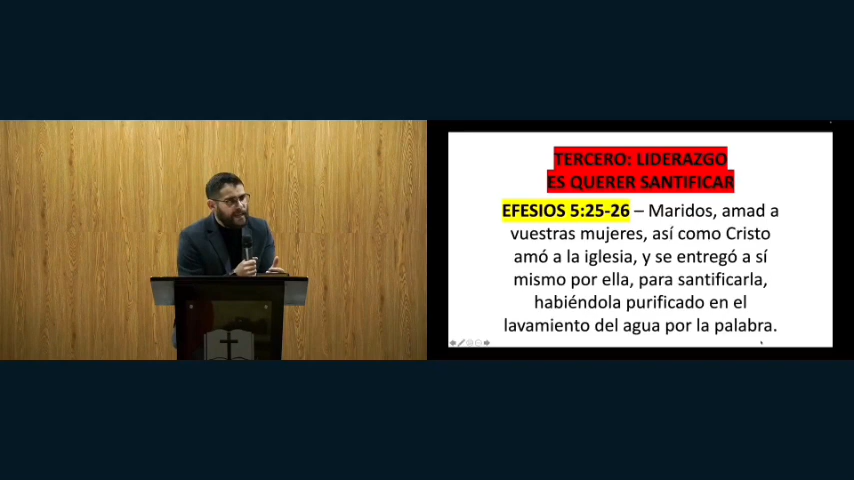 TERCERO: LIDERAZGO
ES QUERER SANTIFICAR
EFESIOS 5:25-26 – Maridos, amad a
vuestras mujeres, así como Cristo
amó a la iglesia, y se entregó a sí
mismo por ella, para santificarla,
habiéndola purificado en el
lavamiento del agua por la palabra.